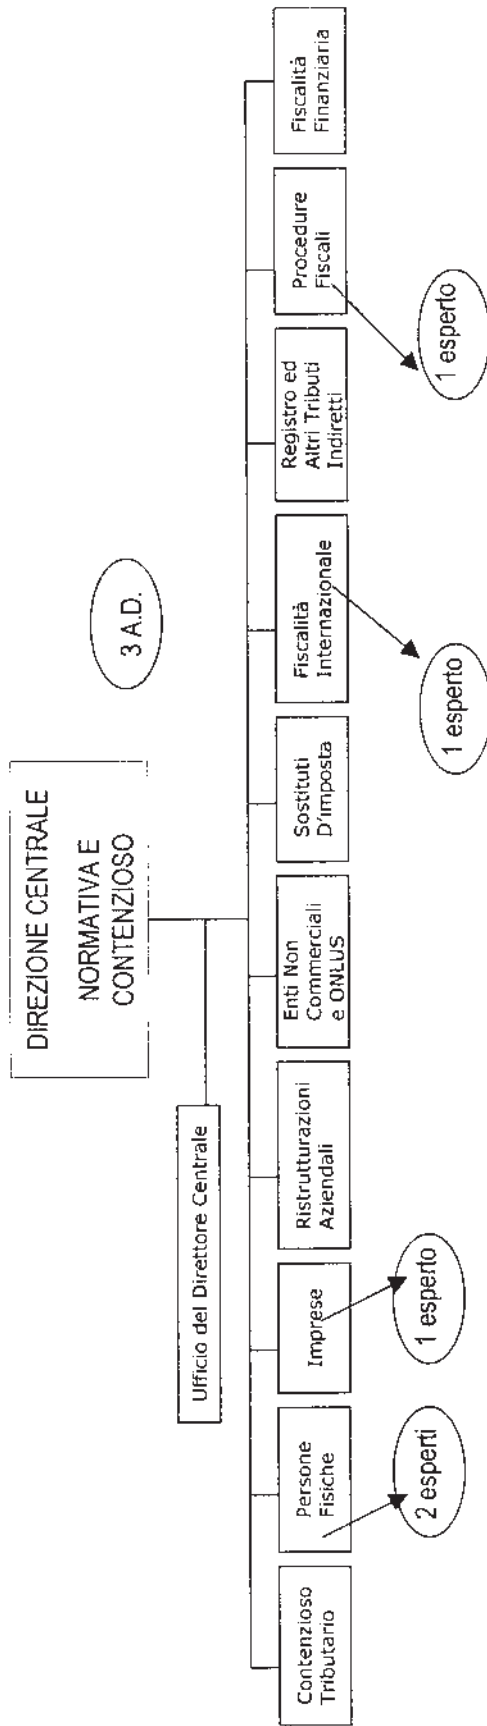 DIREZIONE CENTRALE
NORMATIVA E
CONTENZIOSO
3 A.D.
Ufficio del Direttore Centrale
Contenzioso
Tributario
Persone
Fisiche
Imprese
Ristrutturazioni
Aziendali
Enti Non
Commerciali
e ONLUS
Sostituti
D'imposta
Fiscalità
Internazionale
Registro ed
Altri Tributi
Indiretti
Procedure
Fiscali
Fiscalità
Finanziaria
2 esperti
1 esperto
1 esperto
1 esperto